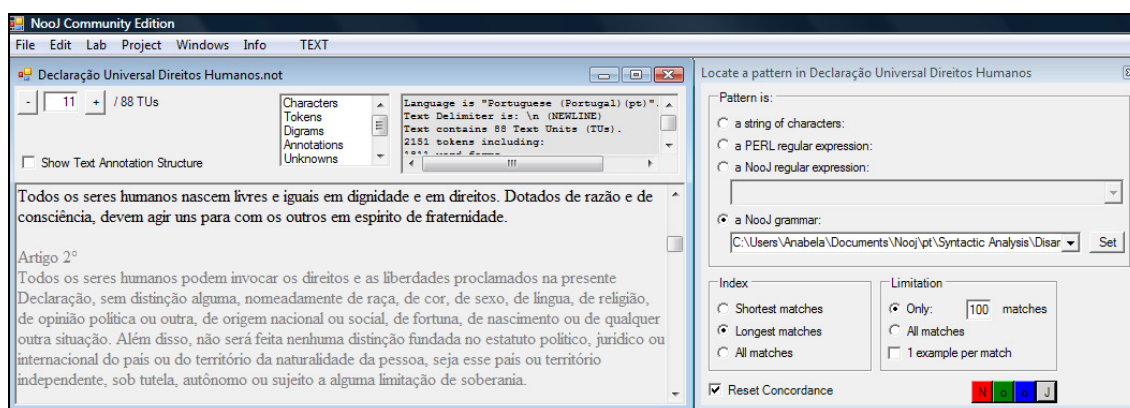 NooJ Community Edition
File Edit Lab Project Windows Info TEXT
Declaração Universal Direitos Humanos.not
- 11 + / 88 TUs
Show Text Annotation Structure
Characters
Tokens
Digrams
Annotations
Unknowns
Language is "Portuguese (Portugal)(pt)".
Text Delimiter is: \n (NEWLINE)
Text contains 88 Text Units (TUs).
2151 tokens including:
Todos os seres humanos nascem livres e iguais em dignidade e em direitos. Dotados de razão e de
consciência, devem agir uns para com os outros em espirito de fraternidade.
Artigo 2°
Todos os seres humanos podem invocar os direitos e as liberdades proclamados na presente
Declaração, sem distinção alguma, nomeadamente de raça, de cor, de sexo, de lingua, de religião,
de opinião politica ou outra, de origem nacional ou social, de fortuna, de nascimento ou de qualquer
outra situação. Além disso, não será feita nenhuma distinção fundada no estatuto politico, juridico ou
internacional do pais ou do território da naturalidade da pessoa, seja esse pais ou território
independente, sob tutela, autônomo ou sujeito a alguma limitação de soberania.
Locate a pattern in Declaração Universal Direitos Humanos
Pattern is:
a string of characters:
a PERL regular expression:
a NooJ regular expression:
a NooJ grammar:
C:\Users\Anabela\Documents\Nooj\pt\Syntactic Analysis\Disar Set
Index
Shortest matches
Longest matches
All matches
Limitation
Only: 100 matches
All matches
1 example per match
Reset Concordance
N o o J